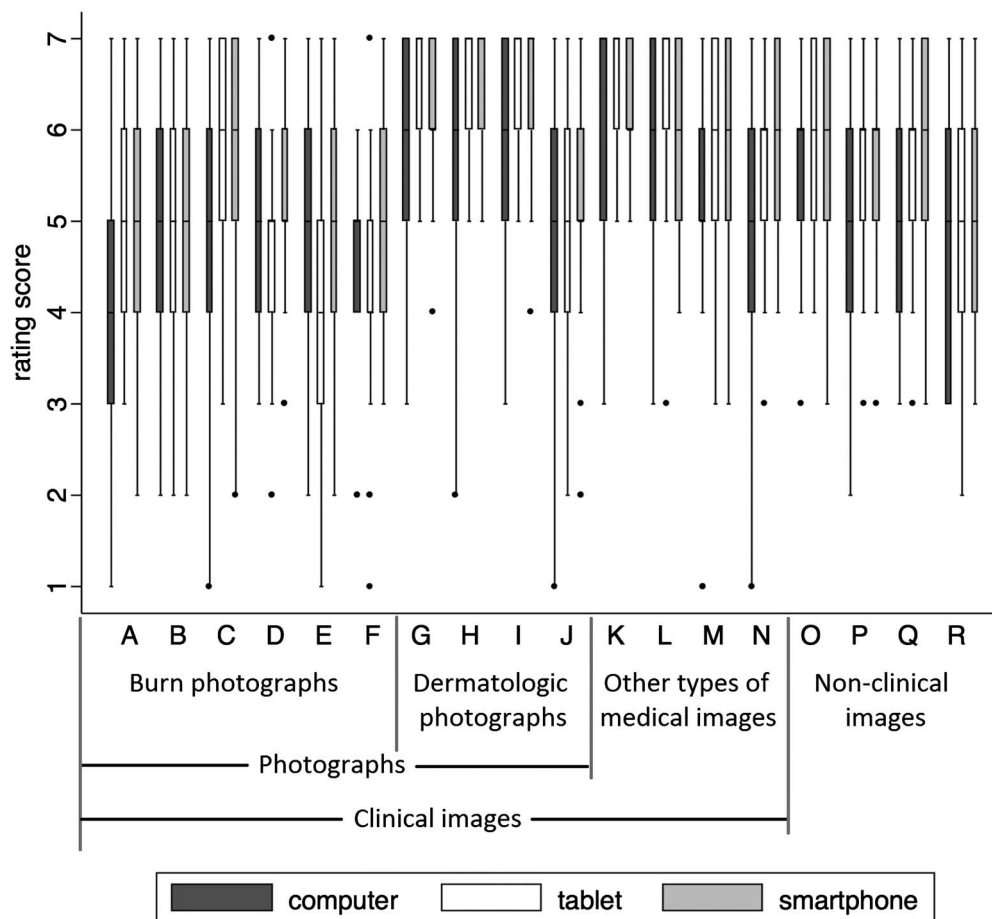 7
6
5
4
3
2
1
rating score
A B C D E F G H I J K L M N O P Q R
Burn photographs Dermatologic photographs Other types of medical images Non-clinical images
Photographs
Clinical images
computer tablet smartphone